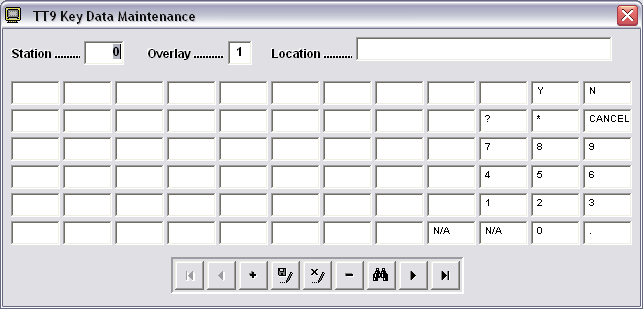 TT9 Key Data Maintenance
Station ......... 0 Overlay .......... 1 Location ..........
Y N
? * CANCEL
7 8 9
4 5 6
1 2 3
N/A N/A 0 .